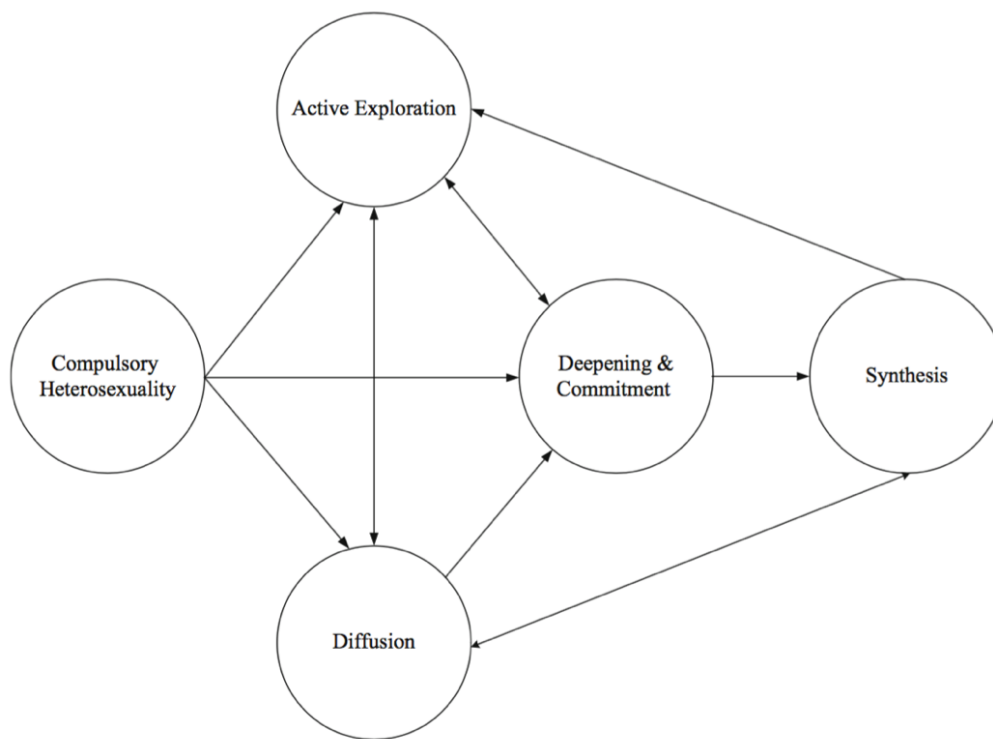 Active Exploration
Compulsory
Heterosexuality
Deepening &
Commitment
Synthesis
Diffusion